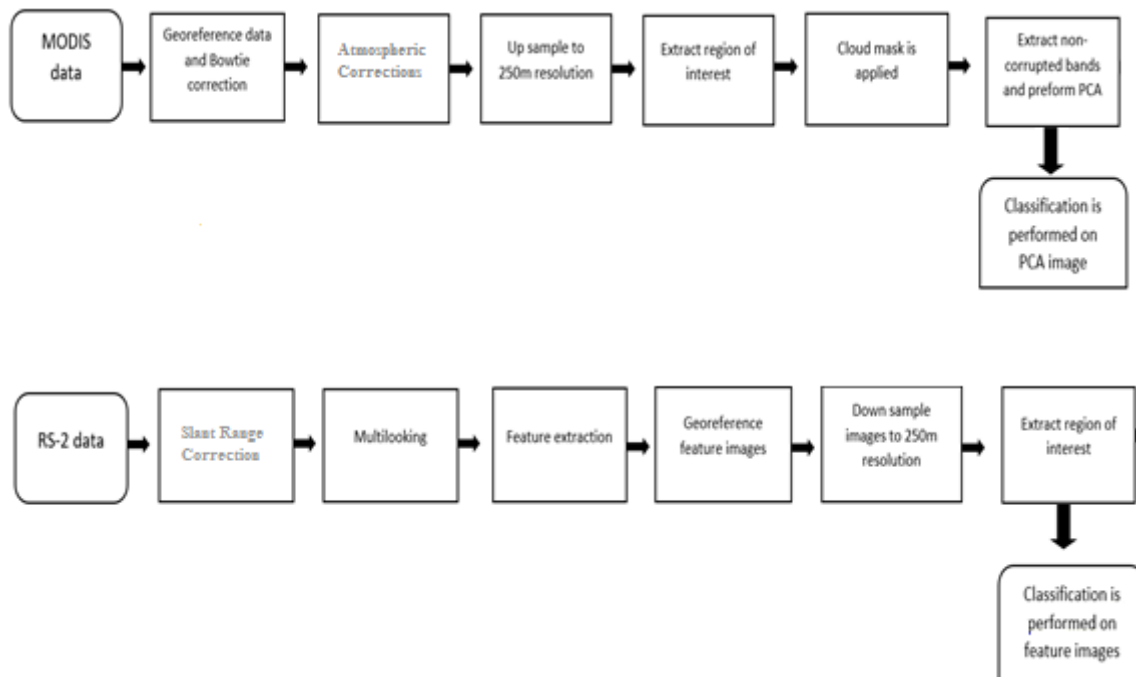 MODIS
data
Georeference data
and Bowtie
correction
Atmospheric
Corrections
Up sample to
250m resolution
Extract region of
interest
Cloud mask is
applied
Extract non-
corrupted bands
and preform PCA
Classification is
performed on
PCA image
RS-2 data
Slant Range
Correction
Multilooking
Feature extraction
Georeference
feature images
Down sample
images to 250m
resolution
Extract region of
interest
Classification is
performed on
feature images